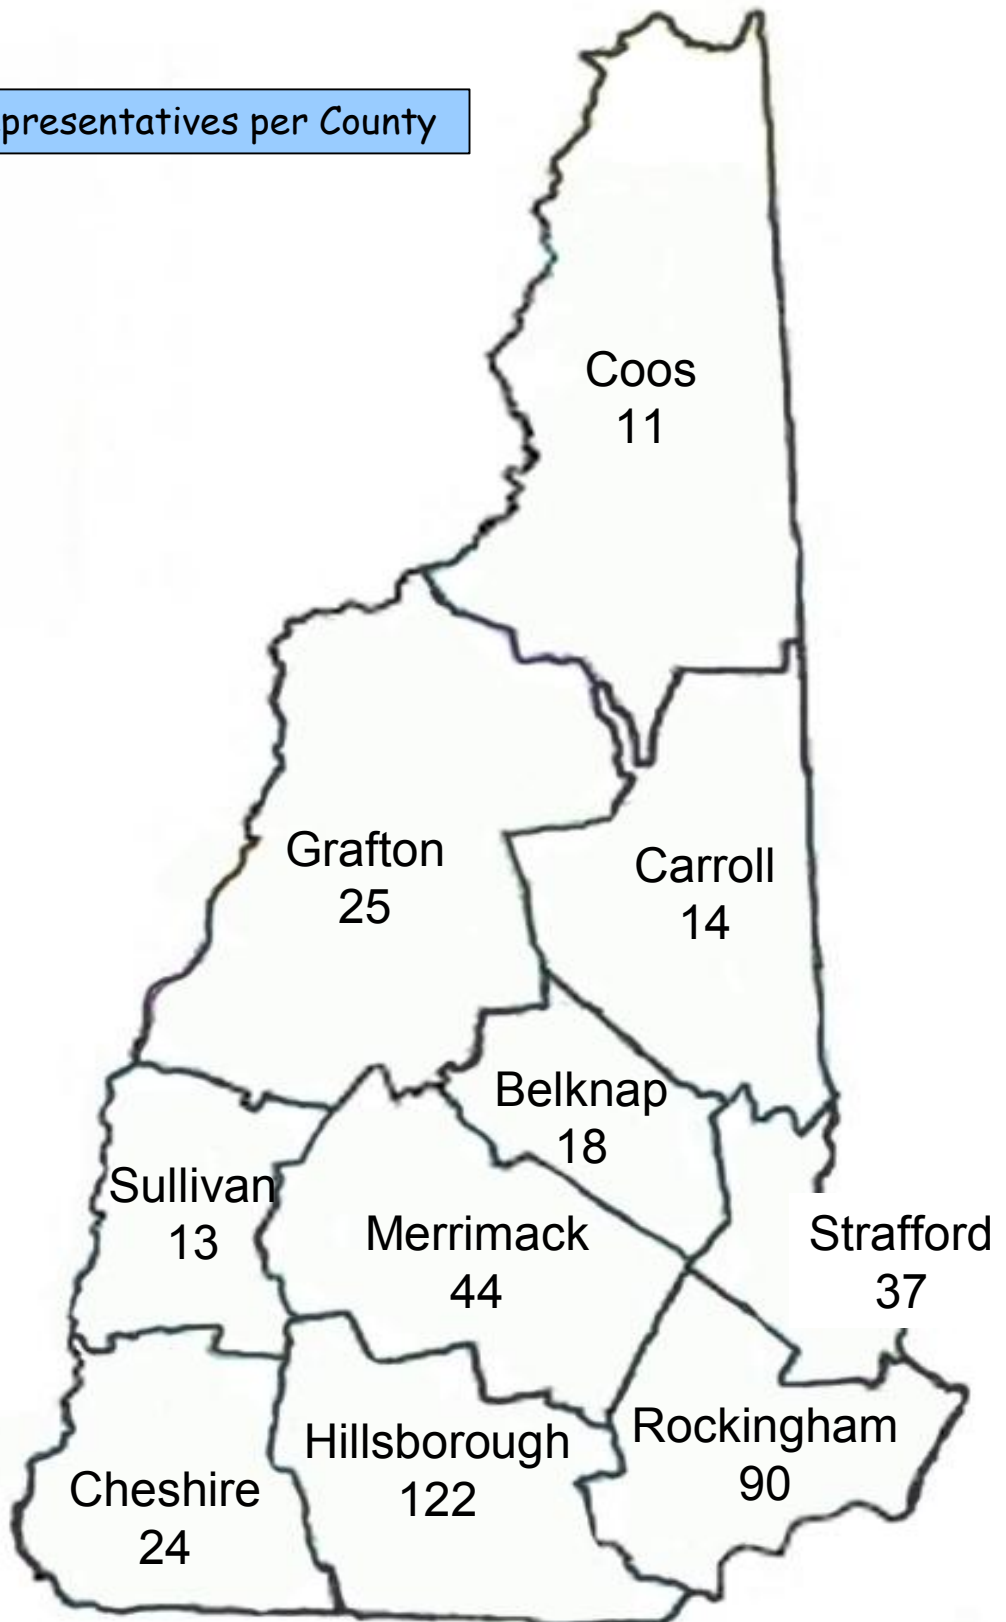 presentatives per County
Coos
11
Grafton
25
Carroll
14
Belknap
18
Sullivan
13
Merrimack
44
Strafford
37
Hillsborough
122
Rockingham
90
Cheshire
24